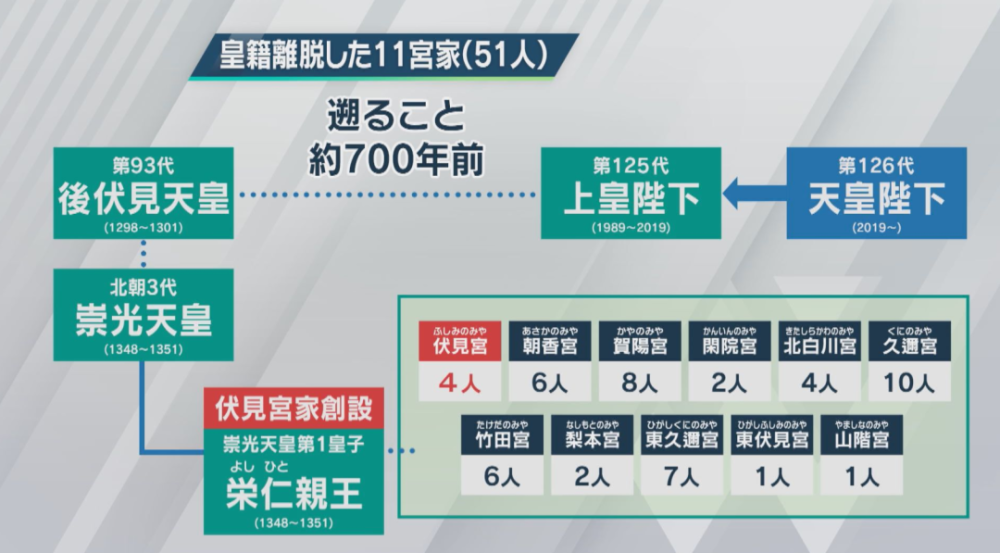 皇籍離脱した11宮家(51人)
遡ること
約700年前
第93代
後伏見天皇
(1298~1301)
第125代
上皇陛下
(1989~2019)
第126代
天皇陛下
(2019~)
北朝3代
崇光天皇
(1348~1351)
伏見宮家創設
崇光天皇第1皇子
よし ひと
栄仁親王
(1348~1351)
ふしみのみや
伏見宮
4人
あさかのみや
朝香宮
6人
かやのみや
賀陽宮
8人
かんいんのみや
閑院宮
2人
きたしらかわのみや
北白川宮
4人
くにのみや
久邇宮
10人
たけだのみや
竹田宮
6人
なしもとのみや
梨本宮
2人
ひがしくにのみや
東久邇宮
7人
ひがしふしみのみや
東伏見宮
1人
やましなのみや
山階宮
1人